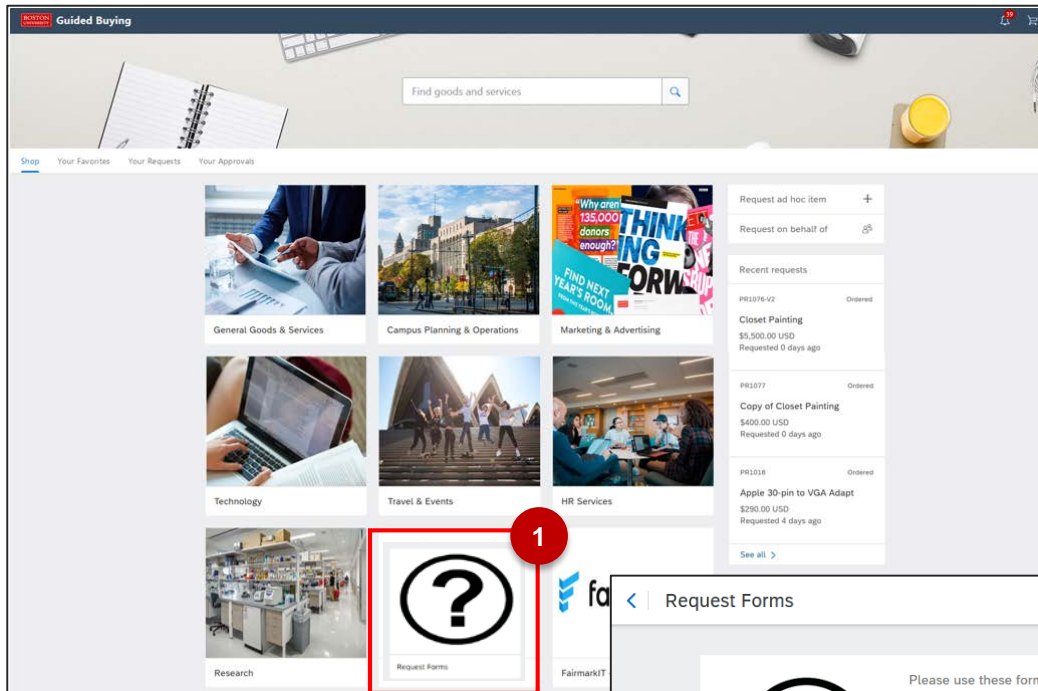 BOSTON
UNIVERSITY
Guided Buying
19
Find goods and services
Shop
Your Favorites
Your Requests
Your Approvals
"Why aren't
135,000
donors
enough?"
THINK
ING
FORW
FIND NEXT
YEAR'S ROOM.
General Goods & Services
Campus Planning & Operations
Marketing & Advertising
Request ad hoc item
Request on behalf of
Recent requests
PR1076-V2 Ordered
Closet Painting
$5,500.00 USD
Requested 0 days ago
PR1077 Ordered
Copy of Closet Painting
$400.00 USD
Requested 0 days ago
PR1018 Ordered
Apple 30-pin to VGA Adapt
$290.00 USD
Requested 4 days ago
See all >
Technology
Travel & Events
HR Services
1
?
Request Forms
Research
fa
FairmarkIT
Request Forms
Please use these form